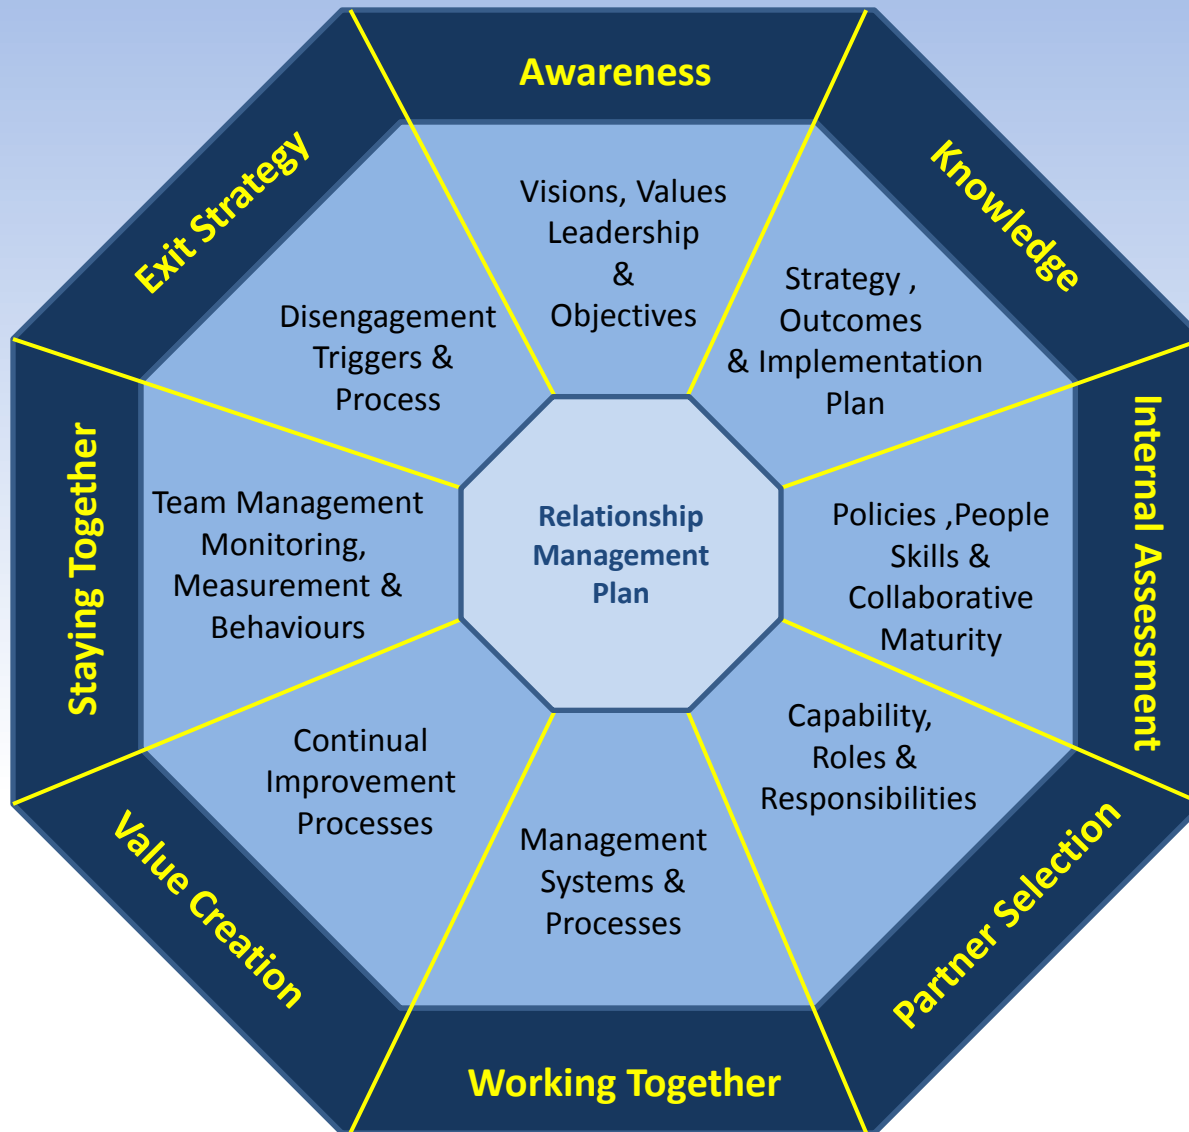 Awareness
Visions, Values
Leadership
&
Objectives
Knowledge
Strategy ,
Outcomes
& Implementation
Plan
Internal Assessment
Policies ,People
Skills &
Collaborative
Maturity
Partner Selection
Capability,
Roles &
Responsibilities
Working Together
Management
Systems &
Processes
Value Creation
Continual
Improvement
Processes
Staying Together
Team Management
Monitoring,
Measurement &
Behaviours
Exit Strategy
Disengagement
Triggers &
Process
Relationship
Management
Plan